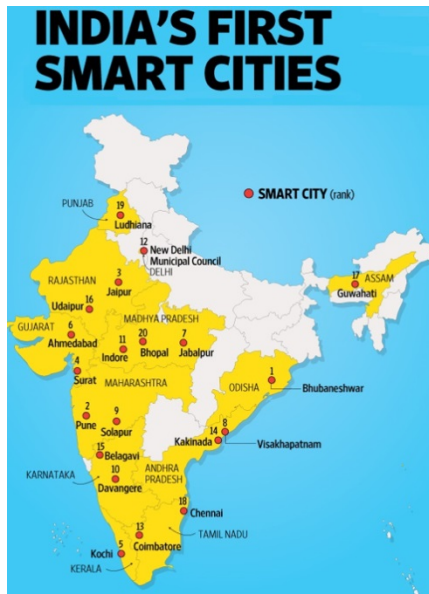 INDIA'S FIRST
SMART CITIES
SMART CITY (rank)
PUNJAB
19
Ludhiana
12
New Delhi
Municipal Council
DELHI
RAJASTHAN
3
Jaipur
17
ASSAM
Guwahati
16
Udaipur
MADHYA PRADESH
GUJARAT
6
Ahmedabad
11
Indore
20
Bhopal
7
Jabalpur
4
Surat
MAHARASHTRA
ODISHA
1
Bhubaneshwar
2
Pune
9
Solapur
14
Kakinada
8
Visakhapatnam
15
Belagavi
KARNATAKA
10
Davangere
ANDHRA
PRADESH
18
Chennai
13
Coimbatore
TAMIL NADU
5
Kochi
KERALA